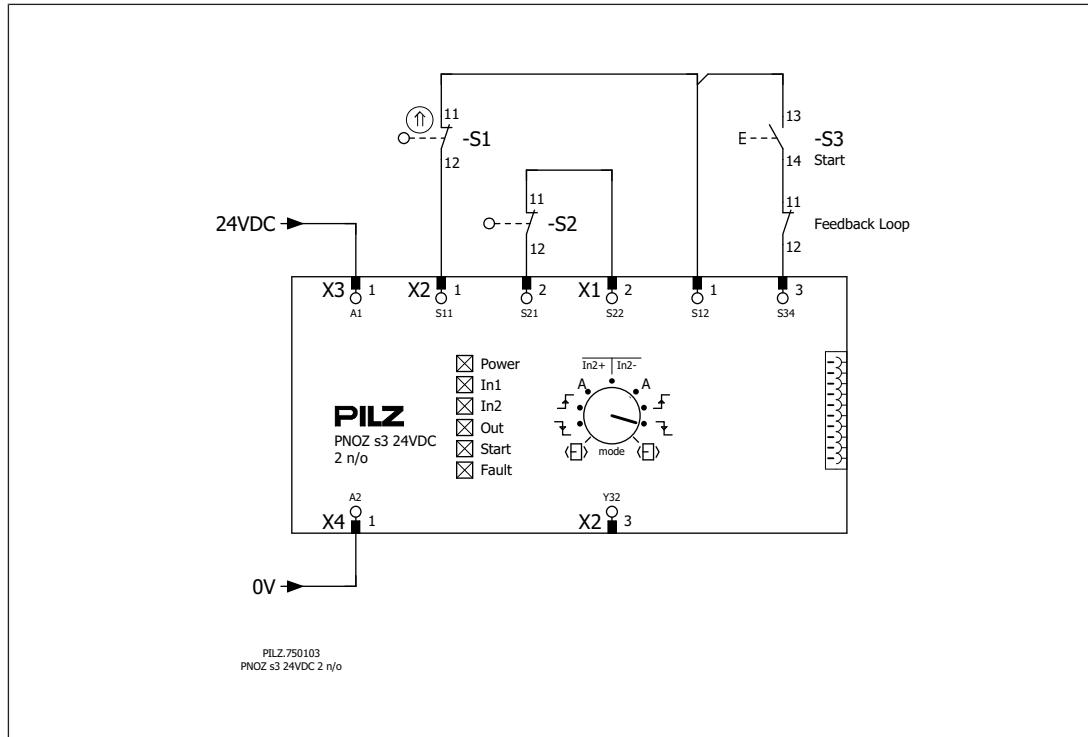 11
-S1
12
13
E
-S3
14 Start
11
-S2
12
11
Feedback Loop
12
24VDC
X3 1
X2 1
2
X1 2
1
3
A1
S11
S21
S22
S12
S34
Power
In1
In2
Out
Start
Fault
In2+ In2-
A A
mode
PILZ
PNOZ s3 24VDC
2 n/o
A2
X4 1
Y32
X2 3
0V
PILZ.750103
PNOZ s3 24VDC 2 n/o